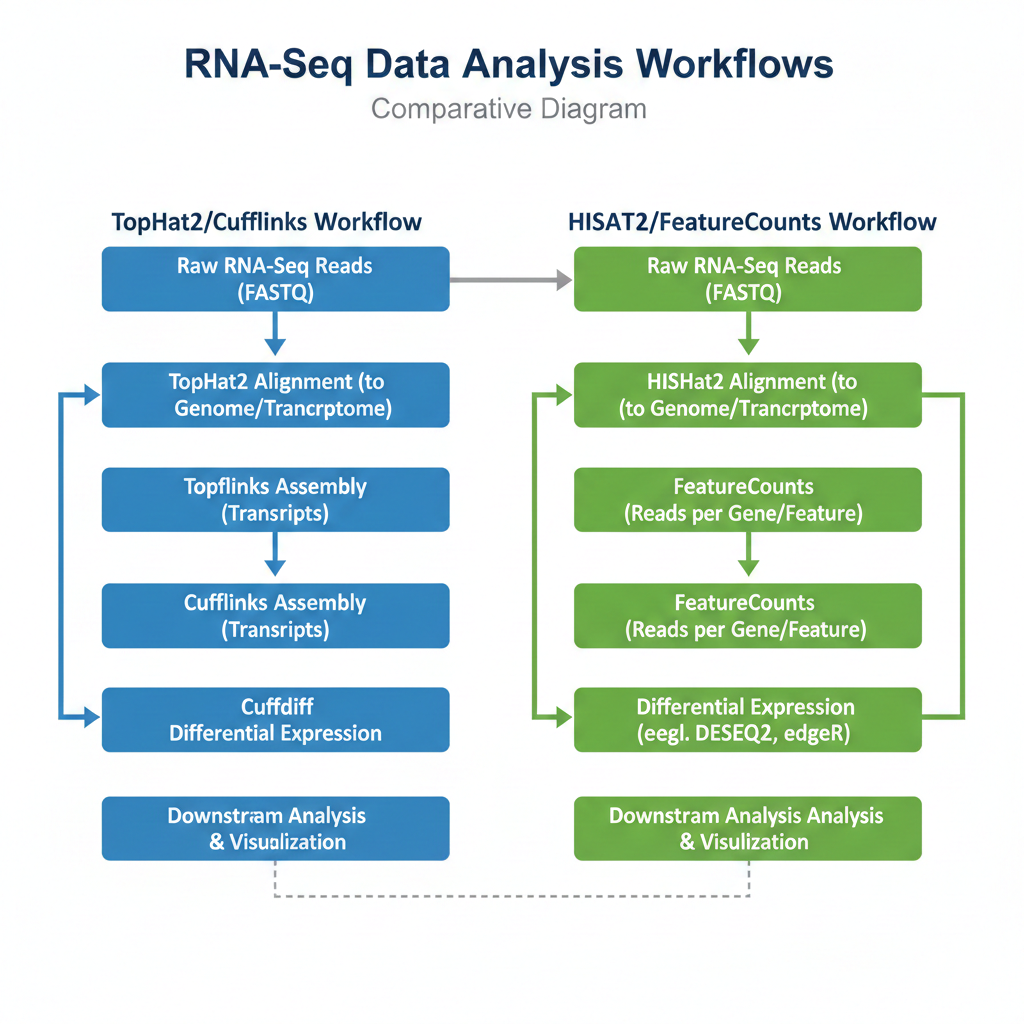 RNA-Seq Data Analysis Workflows
Comparative Diagram
TopHat2/Cufflinks Workflow
Raw RNA-Seq Reads
(FASTQ)
TopHat2 Alignment (to
Genome/Trancrptome)
Topflinks Assembly
(Transripts)
Cufflinks Assembly
(Transripts)
Cuffdiff
Differential Expression
Downstream Analysis
& Visualization
HISAT2/FeatureCounts Workflow
Raw RNA-Seq Reads
(FASTQ)
HISHat2 Alignment (to
(to Genome/Trancrptome)
FeatureCounts
(Reads per Gene/Feature)
FeatureCounts
(Reads per Gene/Feature)
Differential Expression
(eegl. DESEQ2, edgeR)
Downstram Analysis Analysis
& Visulization